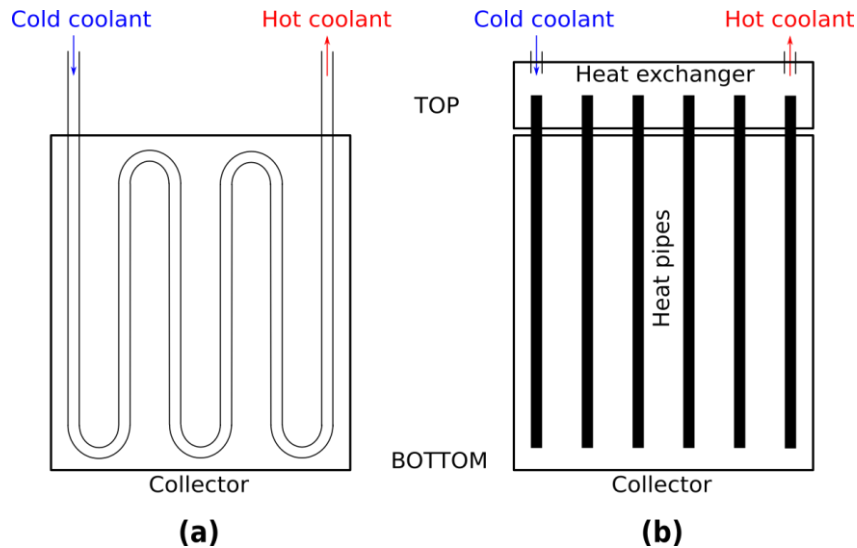 Cold coolant
Hot coolant
Collector
(a)
TOP
BOTTOM
Cold coolant
Hot coolant
Heat exchanger
Heat pipes
Collector
(b)